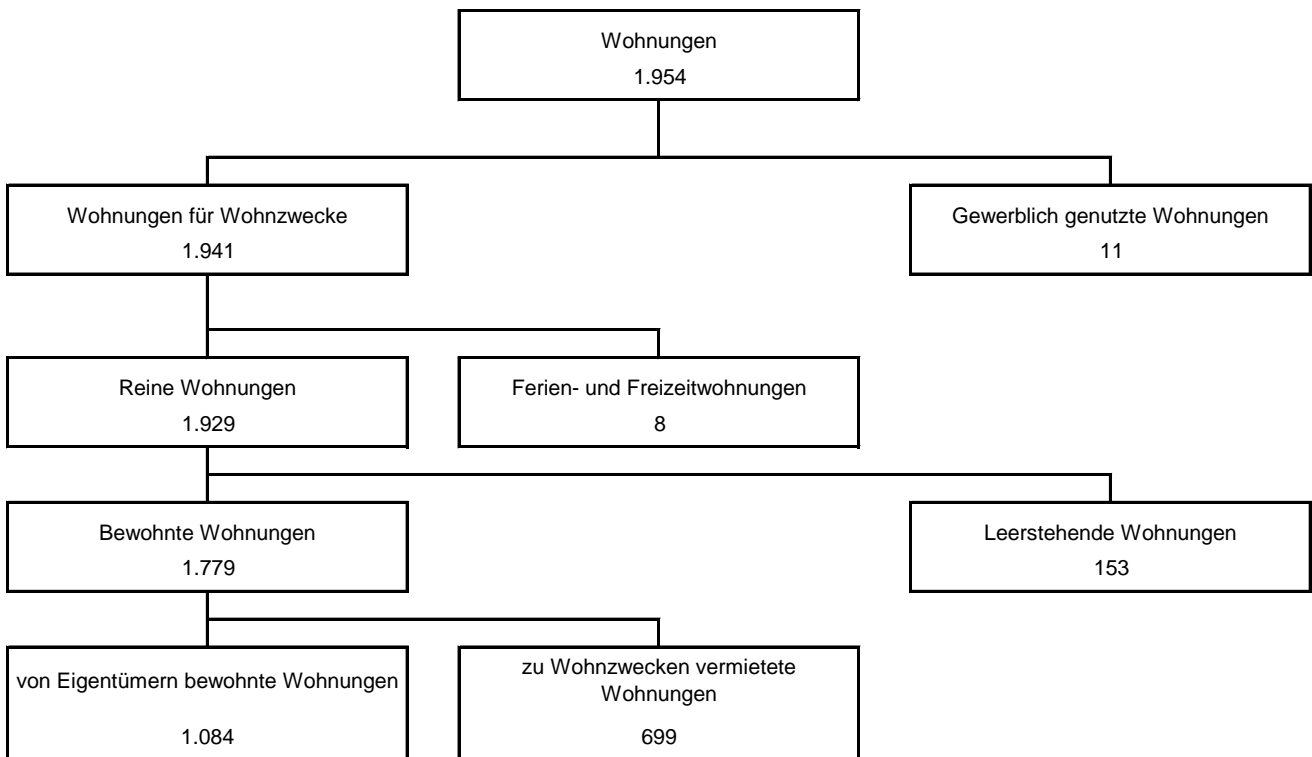 Wohnungen
1.954
Wohnungen für Wohnzwecke
1.941
Gewerblich genutzte Wohnungen
11
Reine Wohnungen
1.929
Ferien- und Freizeitwohnungen
8
Bewohnte Wohnungen
1.779
Leerstehende Wohnungen
153
von Eigentümern bewohnte Wohnungen
1.084
zu Wohnzwecken vermietete
Wohnungen
699